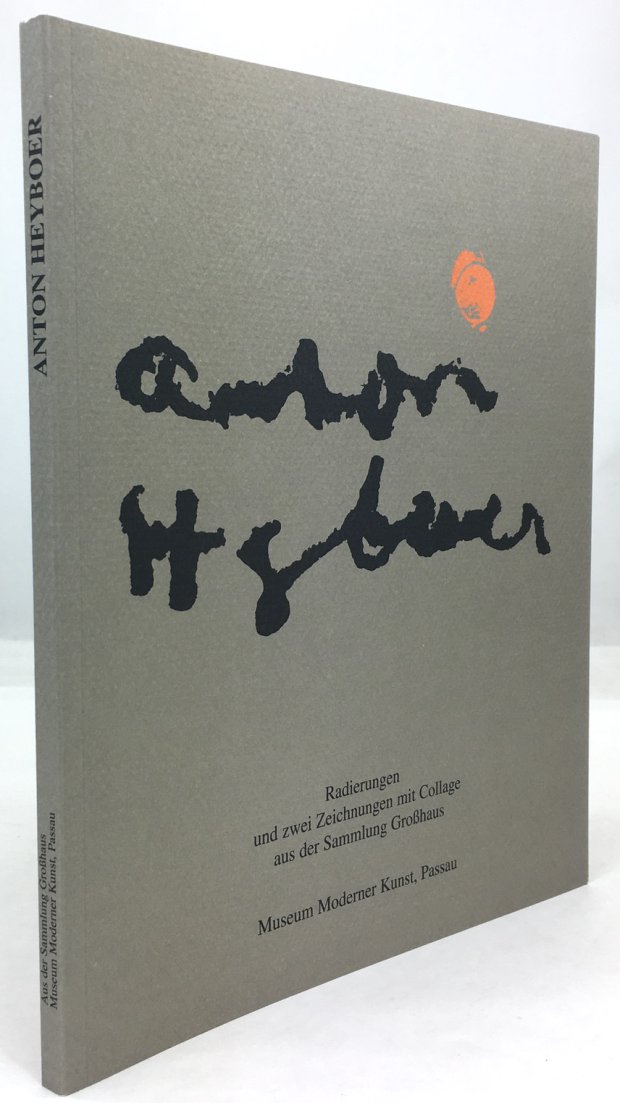 ANTON HEYBOER
Aus der Sammlung Großhaus
Museum Moderner Kunst, Passau
anton
Heyboer
Radierungen
und zwei Zeichnungen mit Collage
aus der Sammlung Großhaus
Museum Moderner Kunst, Passau